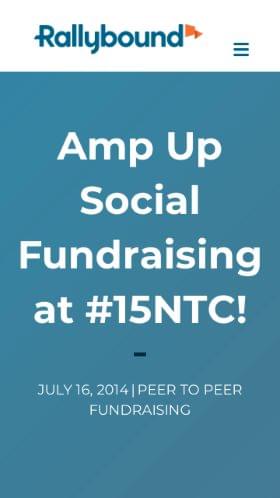 Rallybound
Amp Up
Social
Fundraising
at #15NTC!
JULY 16, 2014 | PEER TO PEER
FUNDRAISING